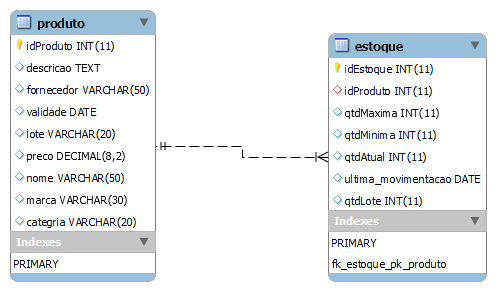 produto
idProduto INT(11)
descricao TEXT
fornecedor VARCHAR(50)
validade DATE
lote VARCHAR(20)
preco DECIMAL(8,2)
nome VARCHAR(50)
marca VARCHAR(30)
categria VARCHAR(20)
Indexes
PRIMARY
estoque
idEstoque INT(11)
idProduto INT(11)
qtdMaxima INT(11)
qtdMinima INT(11)
qtdAtual INT(11)
ultima_movimentacao DATE
qtdLote INT(11)
Indexes
PRIMARY
fk_estoque_pk_produto